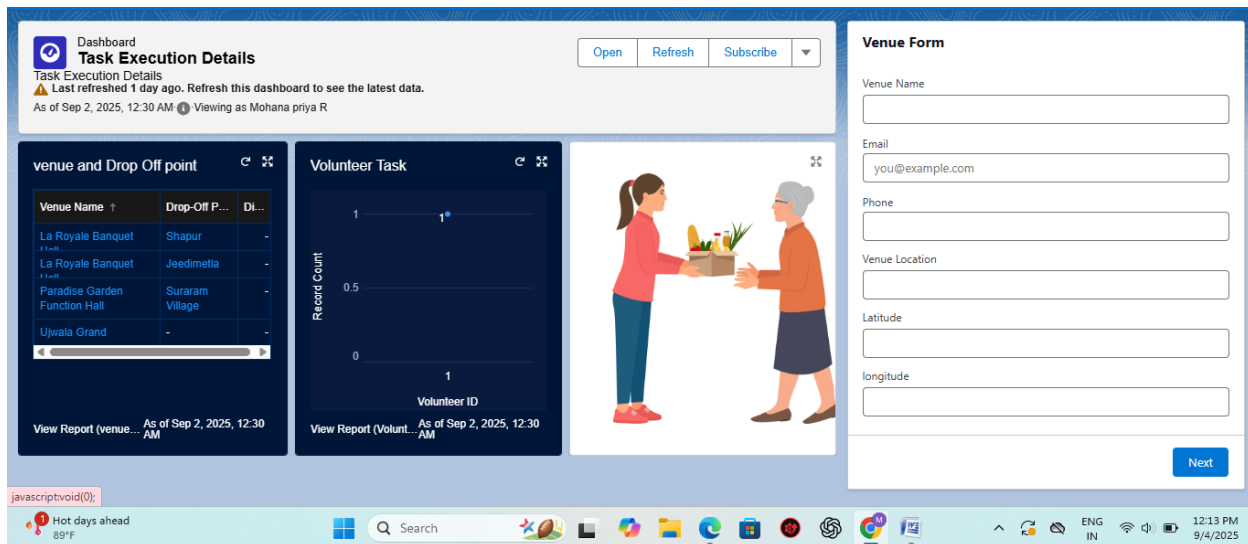 Dashboard
Task Execution Details
Task Execution Details
Last refreshed 1 day ago. Refresh this dashboard to see the latest data.
As of Sep 2, 2025, 12:30 AM·Viewing as Mohana priya R
Open
Refresh
Subscribe
venue and Drop Off point
Venue Name ↑ Drop-Off P... Di...
La Royale Banquet Hall Shapur -
La Royale Banquet Hall Jeedimetla -
Paradise Garden Suraram -
Function Hall Village
Ujwala Grand - -
View Report (venue...
As of Sep 2, 2025, 12:30
AM
Volunteer Task
Record Count
1
0.5
0
1
1
Volunteer ID
View Report (Volunt...
As of Sep 2, 2025, 12:30
AM
Venue Form
Venue Name
Email
you@example.com
Phone
Venue Location
Latitude
longitude
Next
javascript:void(0);
1
Hot days ahead
89°F
Search
M
W
ENG
IN
12:13 PM
9/4/2025